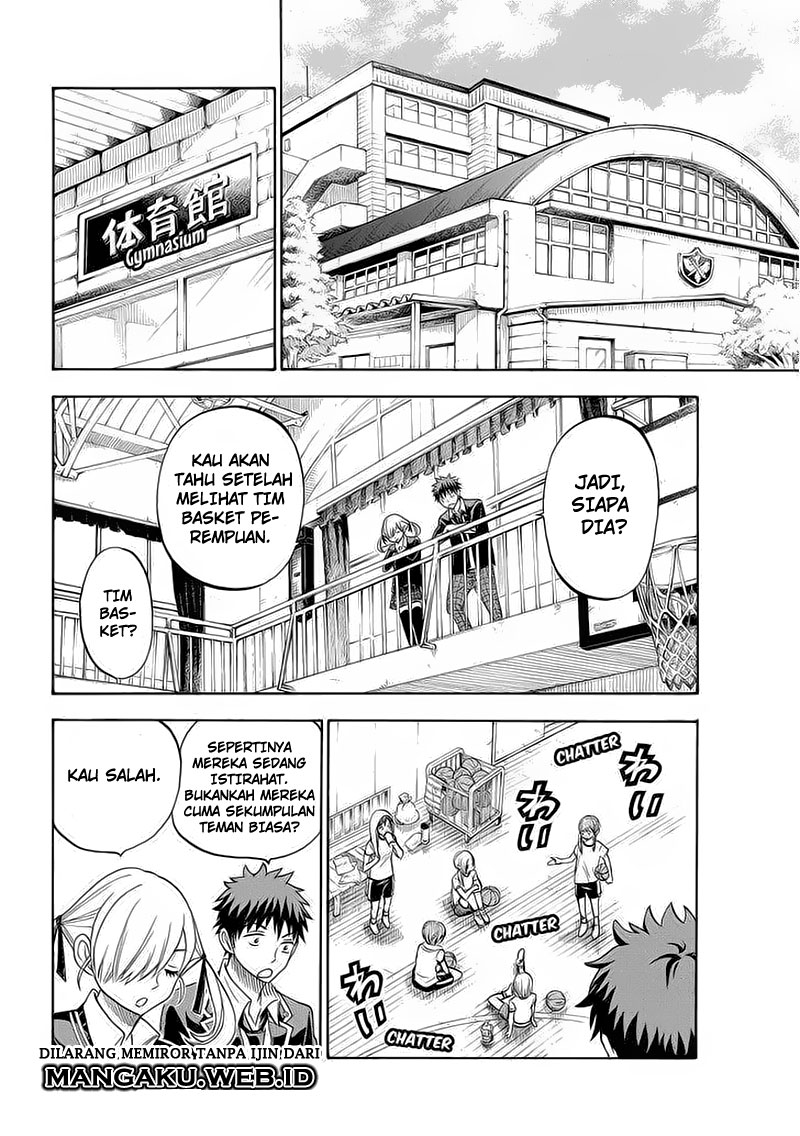 体育館
Gymnasium
JADI,
SIAPA
DIA?
KAU AKAN
TAHU SETELAH
MELIHAT TIM
BASKET PE-
REMPUAN.
TIM
BAS-
KET?
CHATTER
わい
わい
CHATTER
わい
CHATTER
SEPERTINYA
MEREKA SEDANG
ISTIRAHAT.
BUKANKAH MEREKA
CUMA SEKUMPULAN
TEMAN BIASA?
KAU SALAH.
DILARANG MEMIROR TANPA IJIN DARI
MANGAKU.WEB.ID